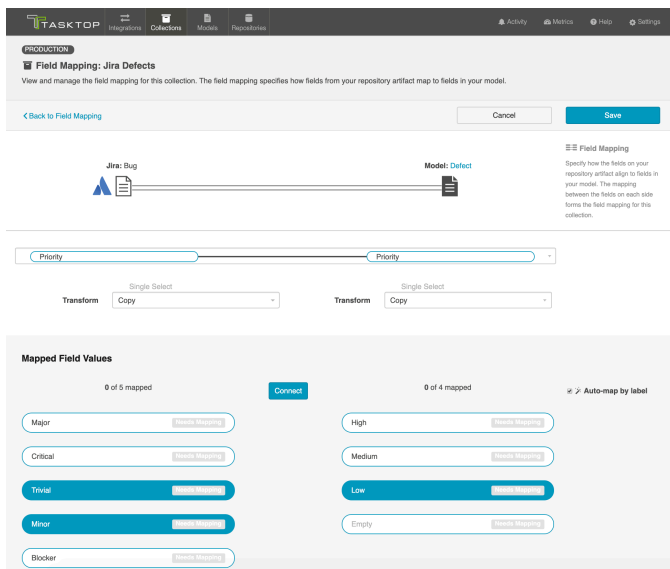 TASKTOP
Integrations
Collections
Models
Repositories
Activity
Metrics
Help
Settings
PRODUCTION
Field Mapping: Jira Defects
View and manage the field mapping for this collection. The field mapping specifies how fields from your repository artifact map to fields in your model.
Back to Field Mapping
Cancel
Save
Jira: Bug
Model: Defect
Field Mapping
Specify how the fields on your
repository artifact align to fields in
your model. The mapping
between the fields on each side
forms the field mapping for this
collection.
Priority
Priority
Single Select
Single Select
Transform
Copy
Transform
Copy
Mapped Field Values
0 of 5 mapped
Connect
0 of 4 mapped
Auto-map by label
Major
Needs Mapping
High
Needs Mapping
Critical
Needs Mapping
Medium
Needs Mapping
Trivial
Needs Mapping
Low
Needs Mapping
Minor
Needs Mapping
Empty
Needs Mapping
Blocker
Needs Mapping